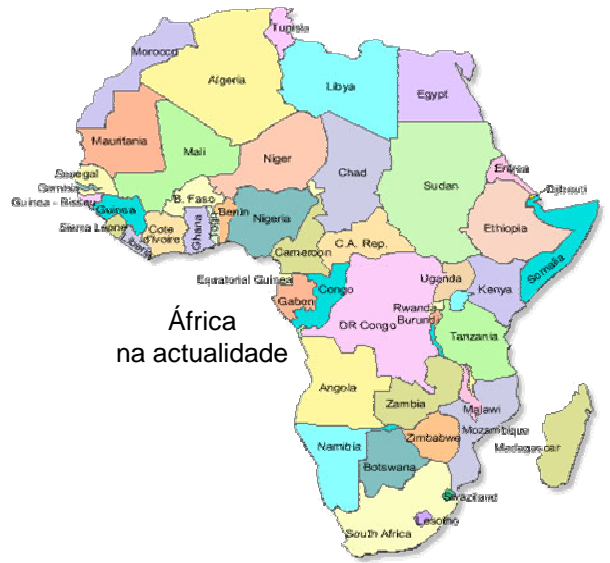 Tunisia
Morocco
Algeria
Libya
Egypt
Mauritania
Mali
Niger
Chad
Sudan
Eritrea
Senegal
Gambia
Guinea - Bissau
Guinea
B. Faso
Djibouti
Sierra Leone
Liberia
Cote
d'Ivoire
Ghana
Togo
Benin
Nigeria
Ethiopia
Somalia
Cameroon
C.A. Rep.
Equatorial Guinea
Gabon
Congo
Uganda
Kenya
Rwanda
Burundi
DR Congo
Tanzania
África
na actualidade
Angola
Zambia
Malawi
Mozambique
Zimbabwe
Madagascar
Namibia
Botswana
Swaziland
Lesotho
South Africa